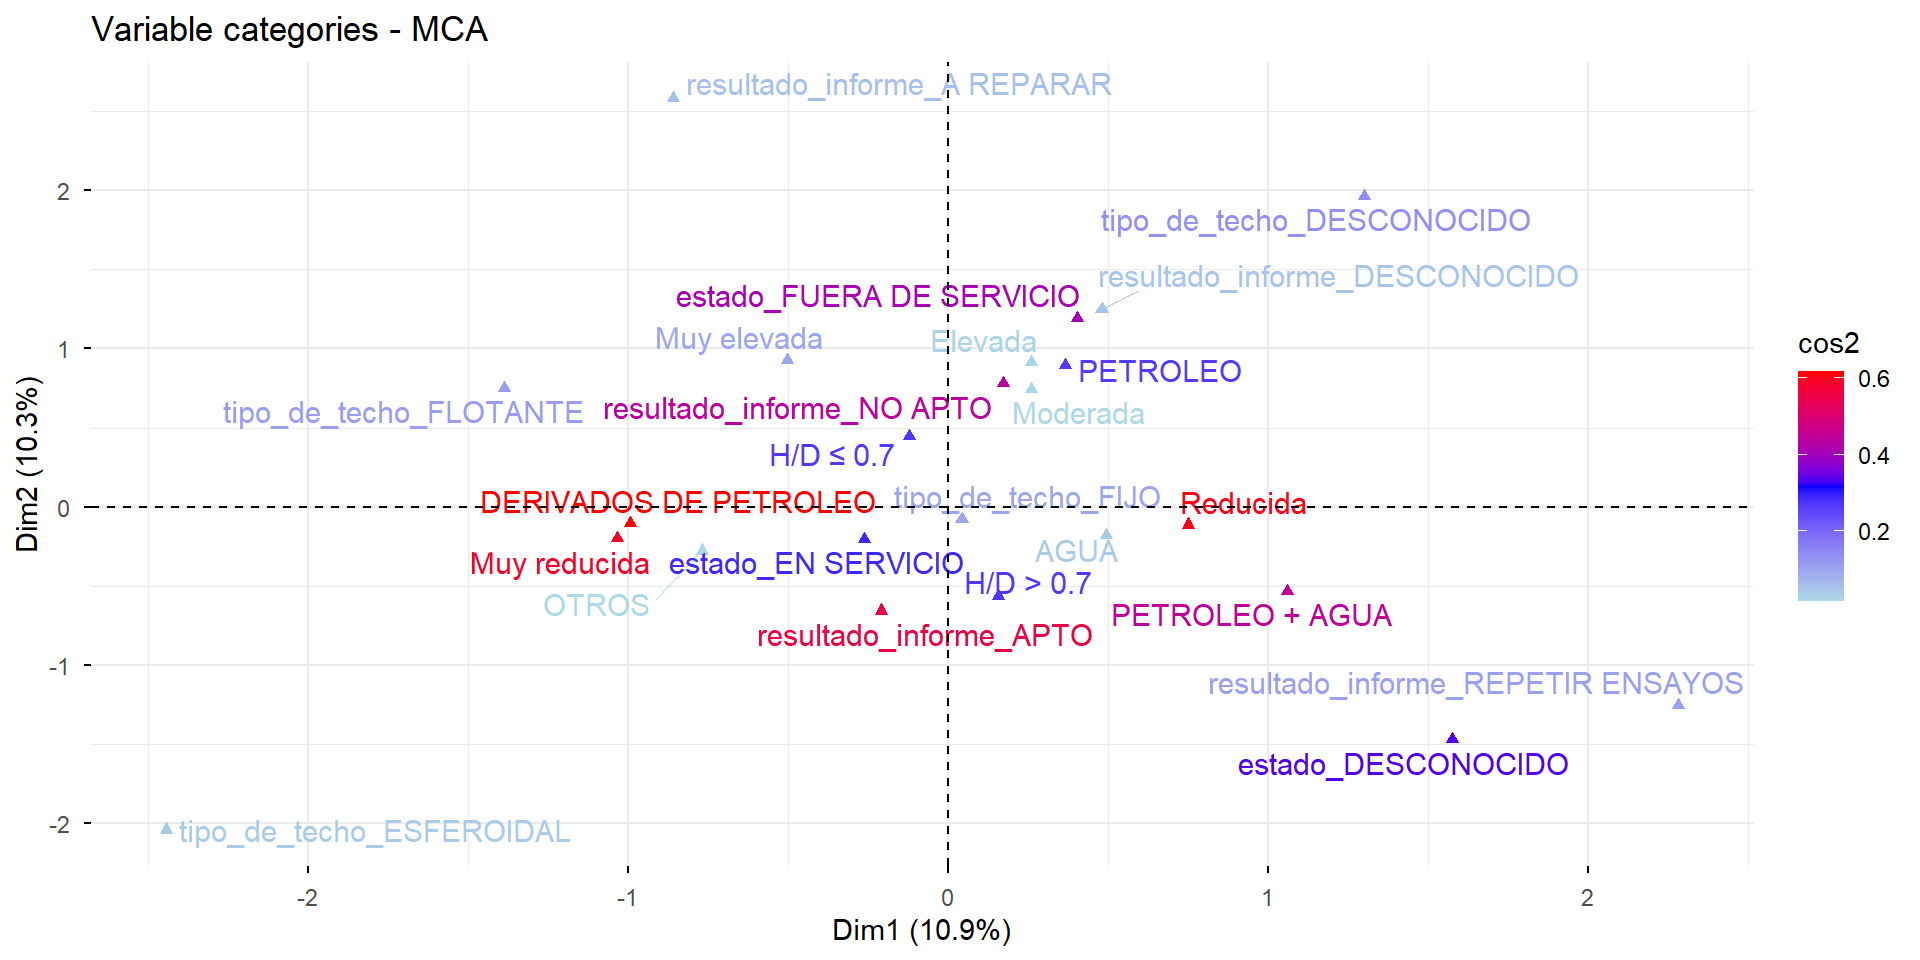 Variable categories - MCA
resultado_informe_A REPARAR
tipo_de_techo_DESCONOCIDO
resultado_informe_DESCONOCIDO
estado_FUERA DE SERVICIO
Muy elevada
Elevada
PETROLEO
tipo_de_techo_FLOTANTE
resultado_informe_NO APTO
Moderada
H/D ≤ 0.7
DERIVADOS DE PETROLEO
tipo_de_techo_FIJO
Reducida
Muy reducida
estado_EN SERVICIO
AGUA
H/D > 0.7
OTROS
PETROLEO + AGUA
resultado_informe_APTO
resultado_informe_REPETIR ENSAYOS
estado_DESCONOCIDO
tipo_de_techo_ESFEROIDAL
2
1
0
-1
-2
Dim2 (10.3%)
-2
-1
0
1
2
Dim1 (10.9%)
cos2
0.6
0.4
0.2